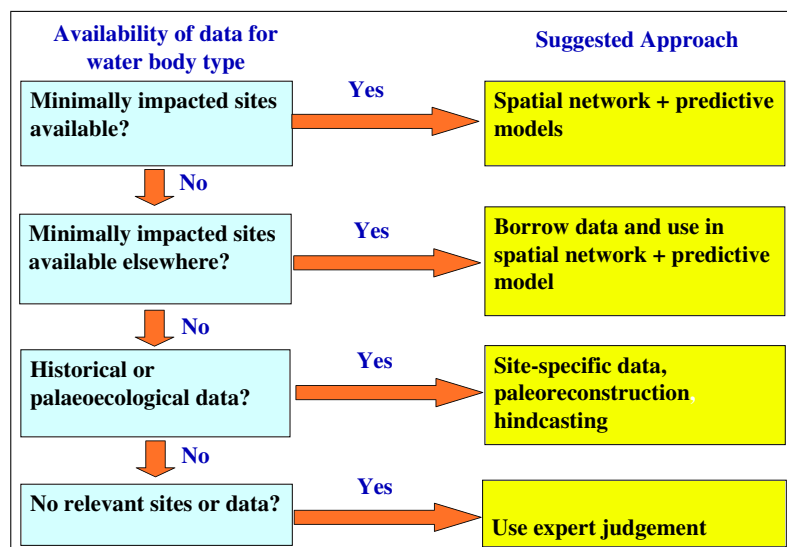 Availability of data for
water body type
Suggested Approach
Minimally impacted sites
available?
Yes
Spatial network + predictive
models
No
Minimally impacted sites
available elsewhere?
Yes
Borrow data and use in
spatial network + predictive
model
No
Historical or
palaeoecological data?
Yes
Site-specific data,
paleoreconstruction,
hindcasting
No
No relevant sites or data?
Yes
Use expert judgement